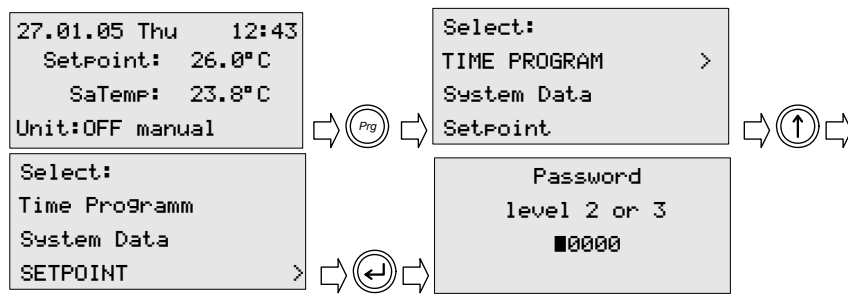 27.01.05 Thu 12:43
Setpoint: 26.0°C
SaTemp: 23.8°C
Unit:OFF manual
Prg
Select:
TIME PROGRAM >
System Data
Setpoint
↑
Select:
Time Programm
System Data
SETPOINT >
↵
Password
level 2 or 3
█0000